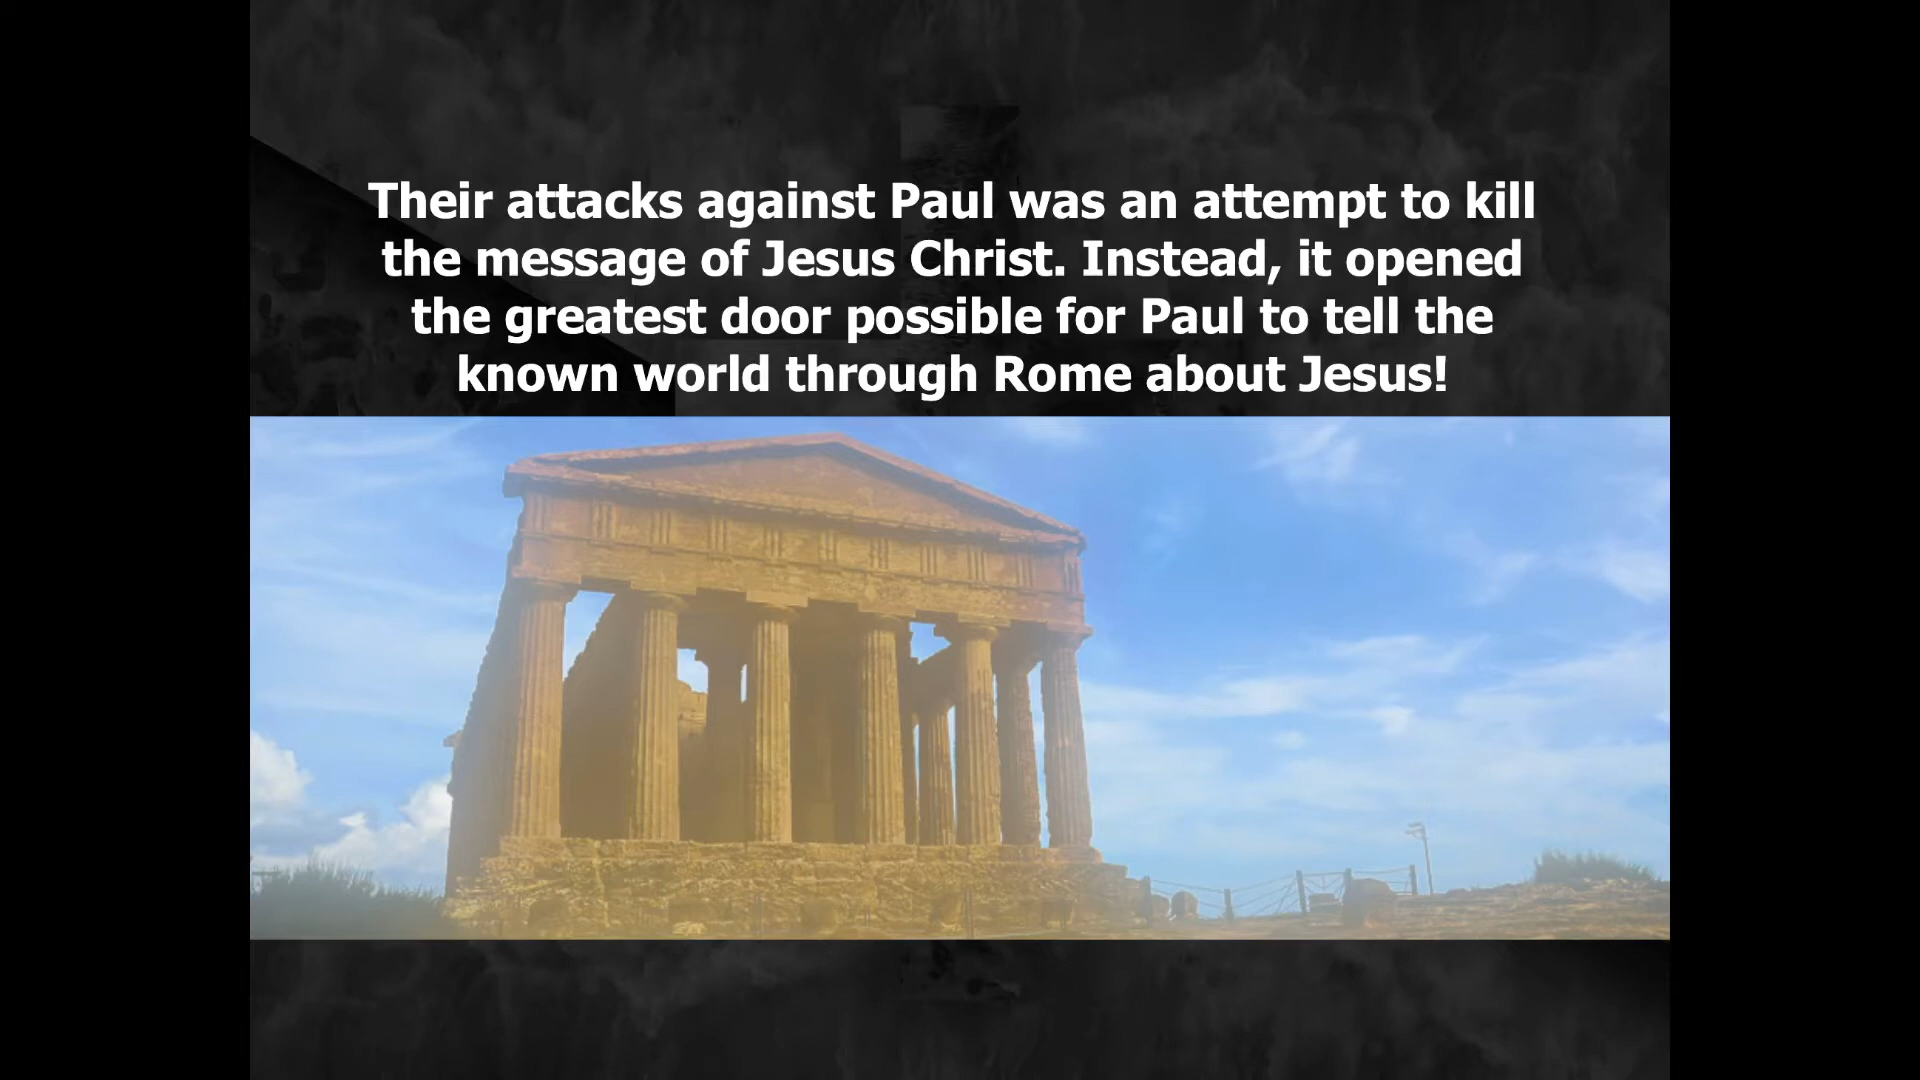 Their attacks against Paul was an attempt to kill
the message of Jesus Christ. Instead, it opened
the greatest door possible for Paul to tell the
known world through Rome about Jesus!